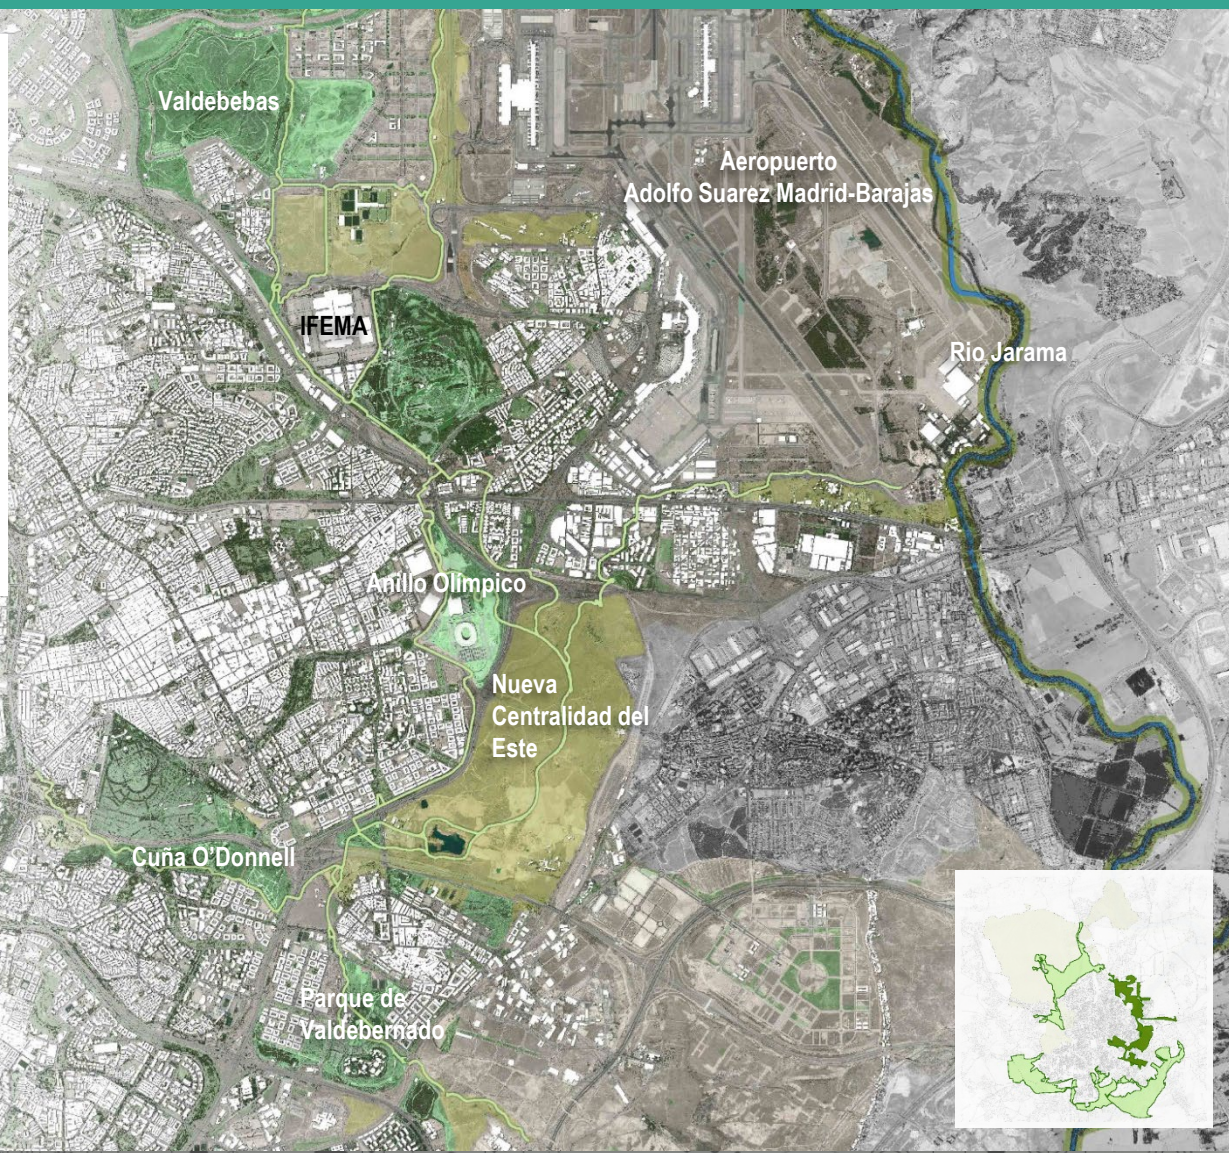 Valdebebas
Aeropuerto
Adolfo Suarez Madrid-Barajas
IFEMA
Rio Jarama
Anillo Olímpico
Nueva
Centralidad del
Este
Cuña O'Donnell
Parque de
Valdebernado